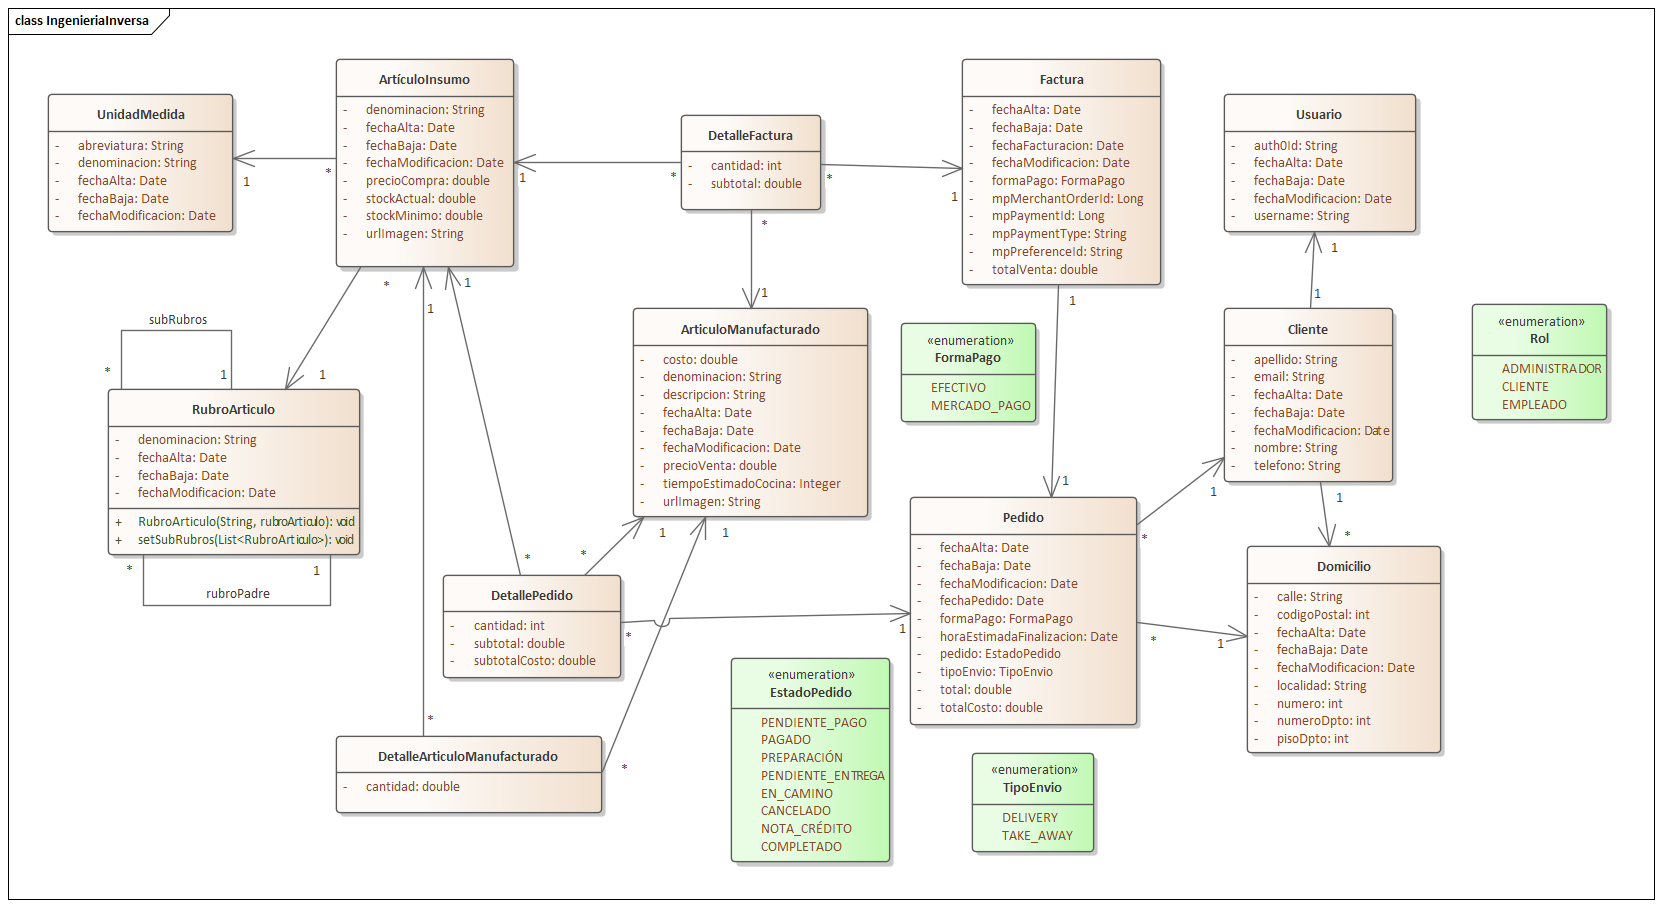 class IngenieriaInversa
UnidadMedida
- abreviatura: String
- denominacion: String
- fechaAlta: Date
- fechaBaja: Date
- fechaModificacion: Date
1
*
ArtículoInsumo
- denominacion: String
- fechaAlta: Date
- fechaBaja: Date
- fechaModificacion: Date
- precioCompra: double
- stockActual: double
- stockMinimo: double
- urlImagen: String
1
*
DetalleFactura
- cantidad: int
- subtotal: double
*
1
*
1
Factura
- fechaAlta: Date
- fechaBaja: Date
- fechaFacturacion: Date
- fechaModificacion: Date
- formaPago: FormaPago
- mpMerchantOrderId: Long
- mpPaymentId: Long
- mpPaymentType: String
- mpPreferenceId: String
- totalVenta: double
1
1
Usuario
- auth0Id: String
- fechaAlta: Date
- fechaBaja: Date
- fechaModificacion: Date
- username: String
1
1
*
1
1
1
subRubros
*
1
RubroArticulo
- denominacion: String
- fechaAlta: Date
- fechaBaja: Date
- fechaModificacion: Date
+ RubroArticulo(String, rubroArticulo): void
+ setSubRubros(List<RubroArticulo>): void
*
1
rubroPadre
ArticuloManufacturado
- costo: double
- denominacion: String
- descripcion: String
- fechaAlta: Date
- fechaBaja: Date
- fechaModificacion: Date
- precioVenta: double
- tiempoEstimadoCocina: Integer
- urlImagen: String
1
1
*
*
«enumeration»
FormaPago
EFECTIVO
MERCADO_PAGO
Cliente
- apellido: String
- email: String
- fechaAlta: Date
- fechaBaja: Date
- fechaModificacion: Date
- nombre: String
- telefono: String
1
1
*
«enumeration»
Rol
ADMINISTRADOR
CLIENTE
EMPLEADO
DetallePedido
- cantidad: int
- subtotal: double
- subtotalCosto: double
*
1
Pedido
- fechaAlta: Date
- fechaBaja: Date
- fechaModificacion: Date
- fechaPedido: Date
- formaPago: FormaPago
- horaEstimadaFinalizacion: Date
- pedido: EstadoPedido
- tipoEnvio: TipoEnvio
- total: double
- totalCosto: double
*
*
1
Domicilio
- calle: String
- codigoPostal: int
- fechaAlta: Date
- fechaBaja: Date
- fechaModificacion: Date
- localidad: String
- numero: int
- numeroDpto: int
- pisoDpto: int
*
DetalleArticuloManufacturado
- cantidad: double
*
«enumeration»
EstadoPedido
PENDIENTE_PAGO
PAGADO
PREPARACIÓN
PENDIENTE_ENTREGA
EN_CAMINO
CANCELADO
NOTA_CRÉDITO
COMPLETADO
«enumeration»
TipoEnvio
DELIVERY
TAKE_AWAY